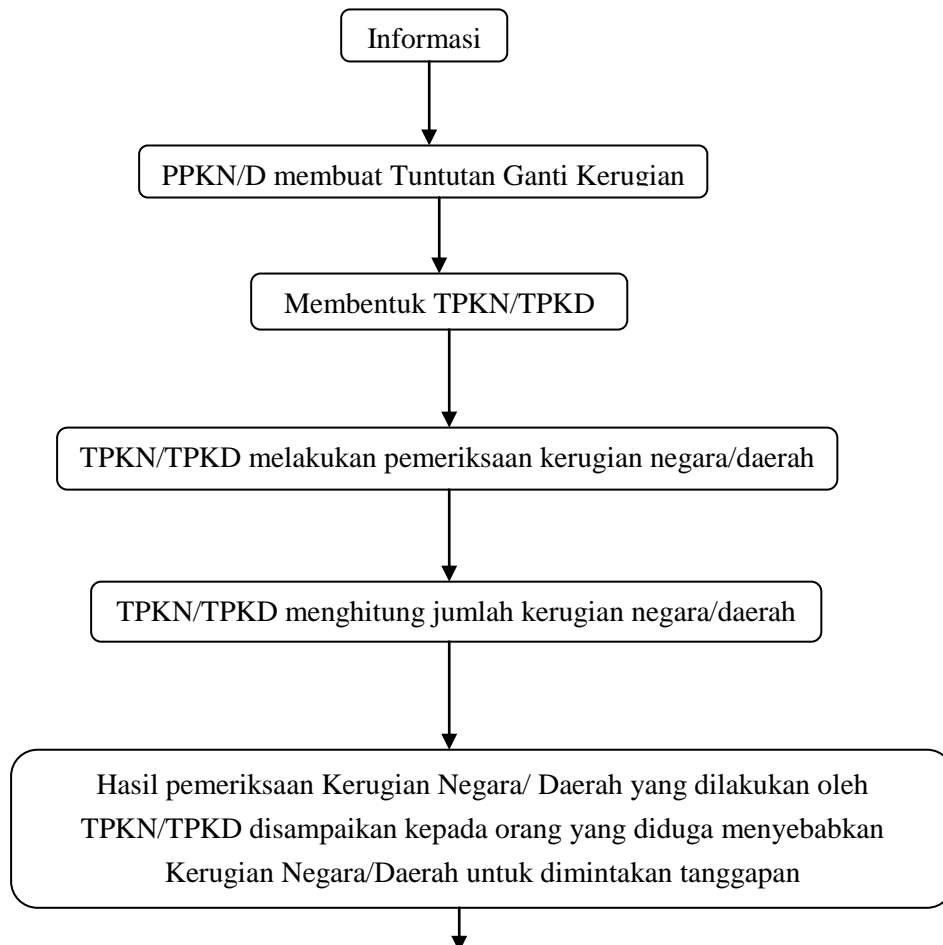 Informasi
PPKN/D membuat Tuntutan Ganti Kerugian
Membentuk TPKN/TPKD
TPKN/TPKD melakukan pemeriksaan kerugian negara/daerah
TPKN/TPKD menghitung jumlah kerugian negara/daerah
Hasil pemeriksaan Kerugian Negara/ Daerah yang dilakukan oleh
TPKN/TPKD disampaikan kepada orang yang diduga menyebabkan
Kerugian Negara/Daerah untuk dimintakan tanggapan